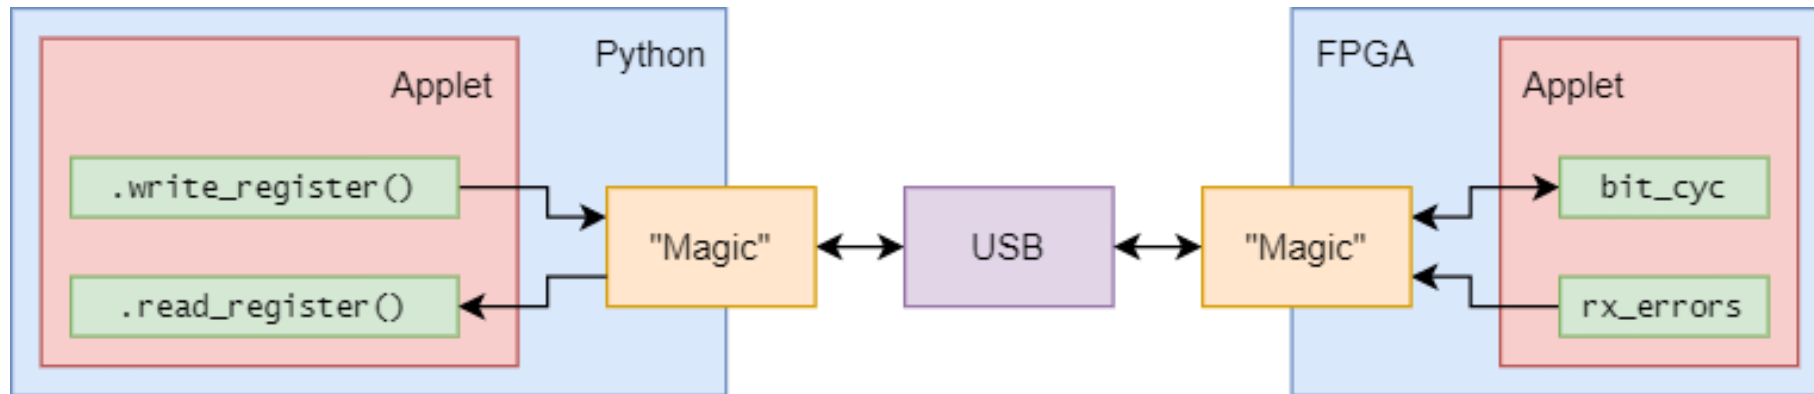 Python
Applet
.write_register()
.read_register()
"Magic"
USB
"Magic"
FPGA
Applet
bit_cyc
rx_errors